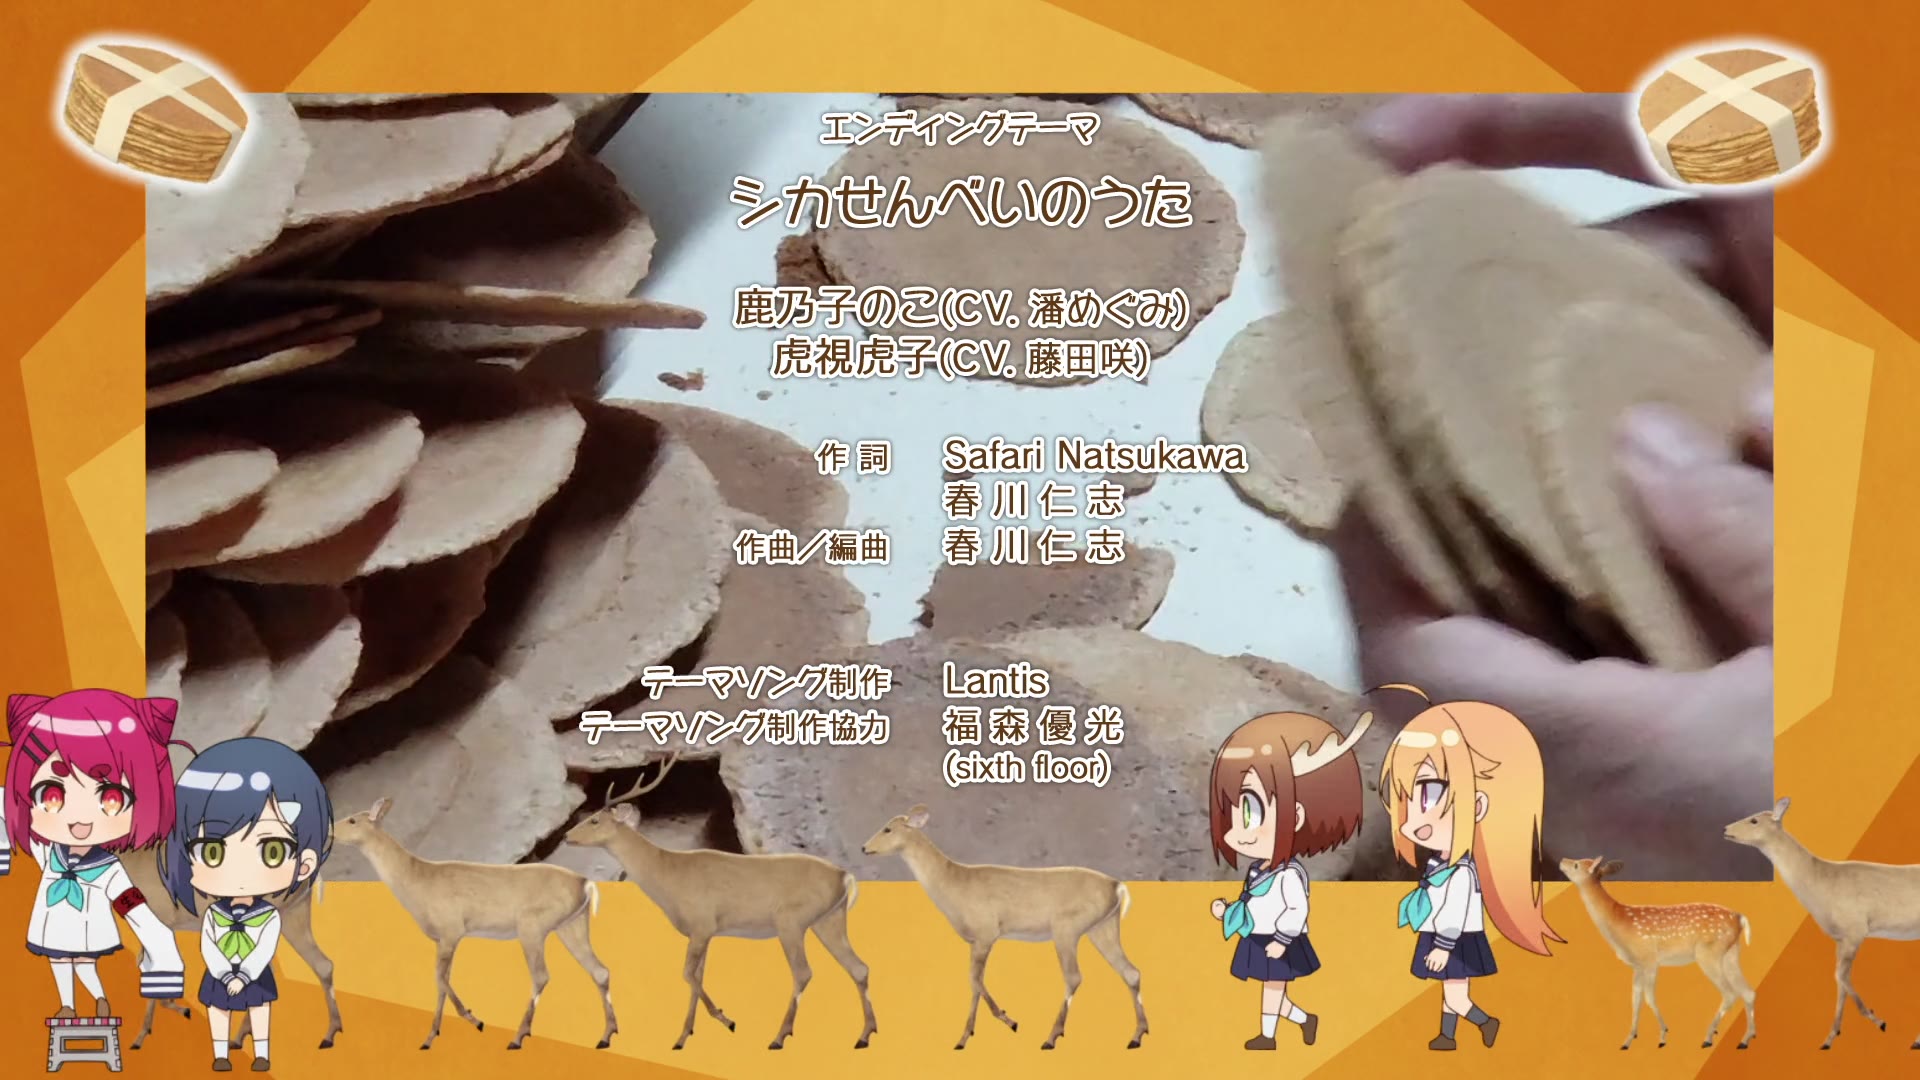 エンディングテーマ
シカせんべいのうた
鹿乃子のこ(CV. 潘めぐみ)
虎視虎子(CV. 藤田咲)
作 詞 Safari Natsukawa
春 川 仁 志
作曲／編曲 春 川 仁 志
テーマソング制作 Lantis
テーマソング制作協力 福 森 優 光
(sixth floor)